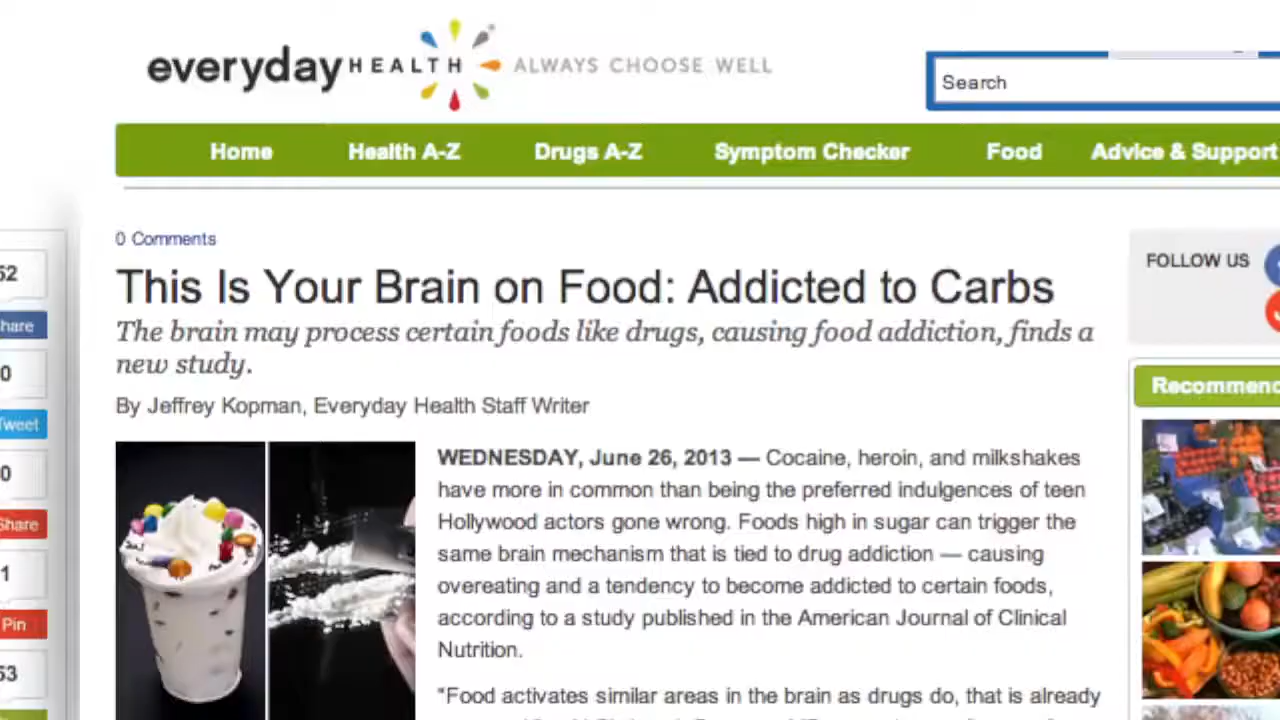 everyday HEALTH ALWAYS CHOOSE WELL
Search
Home Health A-Z Drugs A-Z Symptom Checker Food Advice & Support
0 Comments
This Is Your Brain on Food: Addicted to Carbs
The brain may process certain foods like drugs, causing food addiction, finds a
new study.
By Jeffrey Kopman, Everyday Health Staff Writer
WEDNESDAY, June 26, 2013 — Cocaine, heroin, and milkshakes
have more in common than being the preferred indulgences of teen
Hollywood actors gone wrong. Foods high in sugar can trigger the
same brain mechanism that is tied to drug addiction — causing
overeating and a tendency to become addicted to certain foods,
according to a study published in the American Journal of Clinical
Nutrition.
"Food activates similar areas in the brain as drugs do, that is already
52
hare
0
Tweet
0
Share
1
Pin
53
FOLLOW US
Recommenc